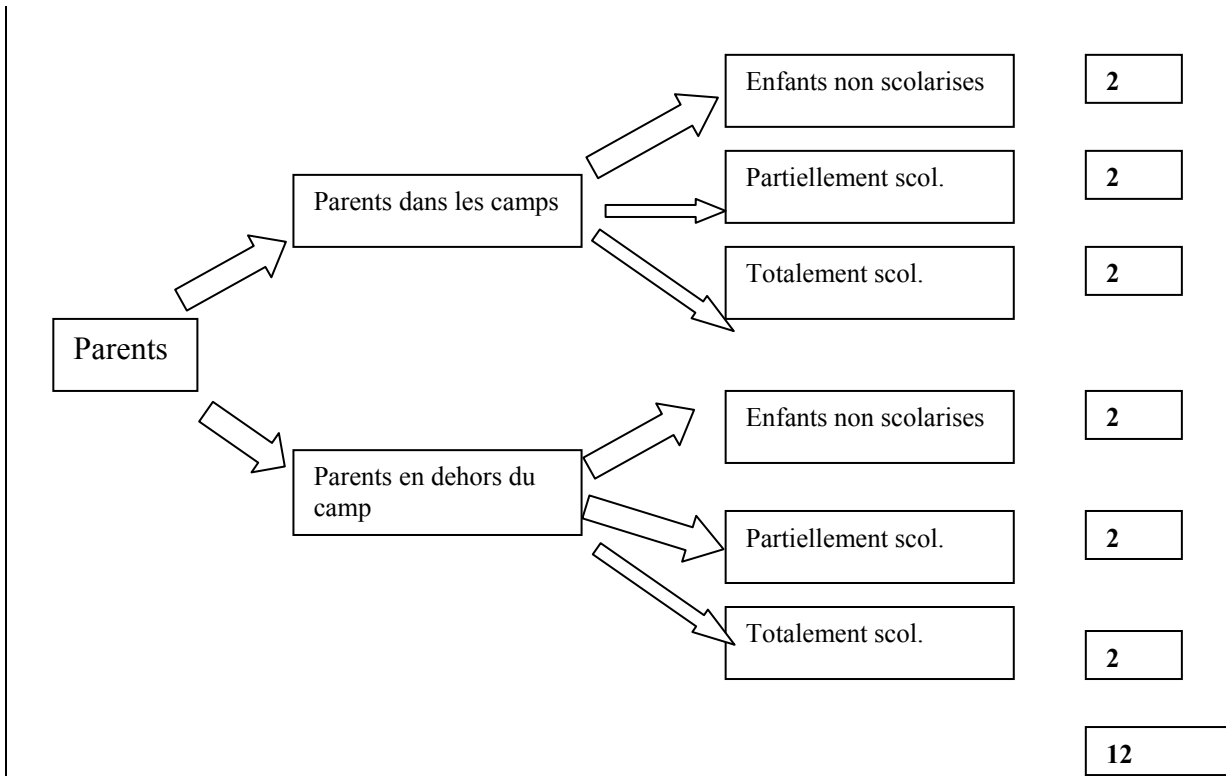 Enfants non scolarises
2
Partiellement scol.
2
Parents dans les camps
Totalement scol.
2
Parents
Enfants non scolarises
2
Parents en dehors du
camp
Partiellement scol.
2
Totalement scol.
2
12